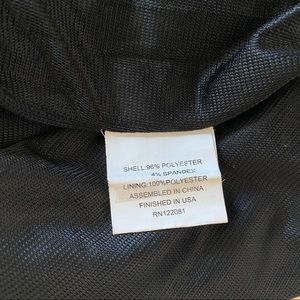 SHELL:96% POLYESTER
4% SPANDEX
LINING:100%POLYESTER
ASSEMBLED IN CHINA
FINISHED IN USA
RN122081